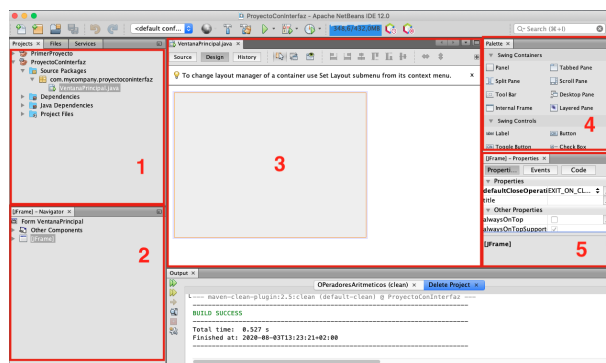 ProyectoConInterfaz - Apache NetBeans IDE 12.0
<default conf...
Search (⌘+I)
Projects × Files Services
PrimerProyecto
ProyectoConInterfaz
Source Packages
com.mycompany.proyectoconinterfaz
VentanaPrincipal.java
Dependencies
Java Dependencies
Project Files
1
[JFrame] - Navigator ×
Form VentanaPrincipal
Other Components
[JFrame]
2
VentanaPrincipal.java ×
Source Design History
To change layout manager of a container use Set Layout submenu from its context menu. x
3
Palette ×
Swing Containers
Panel Tabbed Pane
Split Pane Scroll Pane
Tool Bar Desktop Pane
Internal Frame Layered Pane
Swing Controls
label Label Button
Toggle Button Check Box
4
[JFrame] - Properties ×
Properti... Events Code
Properties
defaultCloseOperati EXIT_ON_CL...
title
Other Properties
alwaysOnTop
alwaysOnTopSupport
[JFrame]
5
Output ×
OPeradoresAritmeticos (clean) × Delete Project ×
--- maven-clean-plugin:2.5:clean (default-clean) @ ProyectoConInterfaz ---
BUILD SUCCESS
Total time: 0.527 s
Finished at: 2020-08-03T13:23:21+02:00